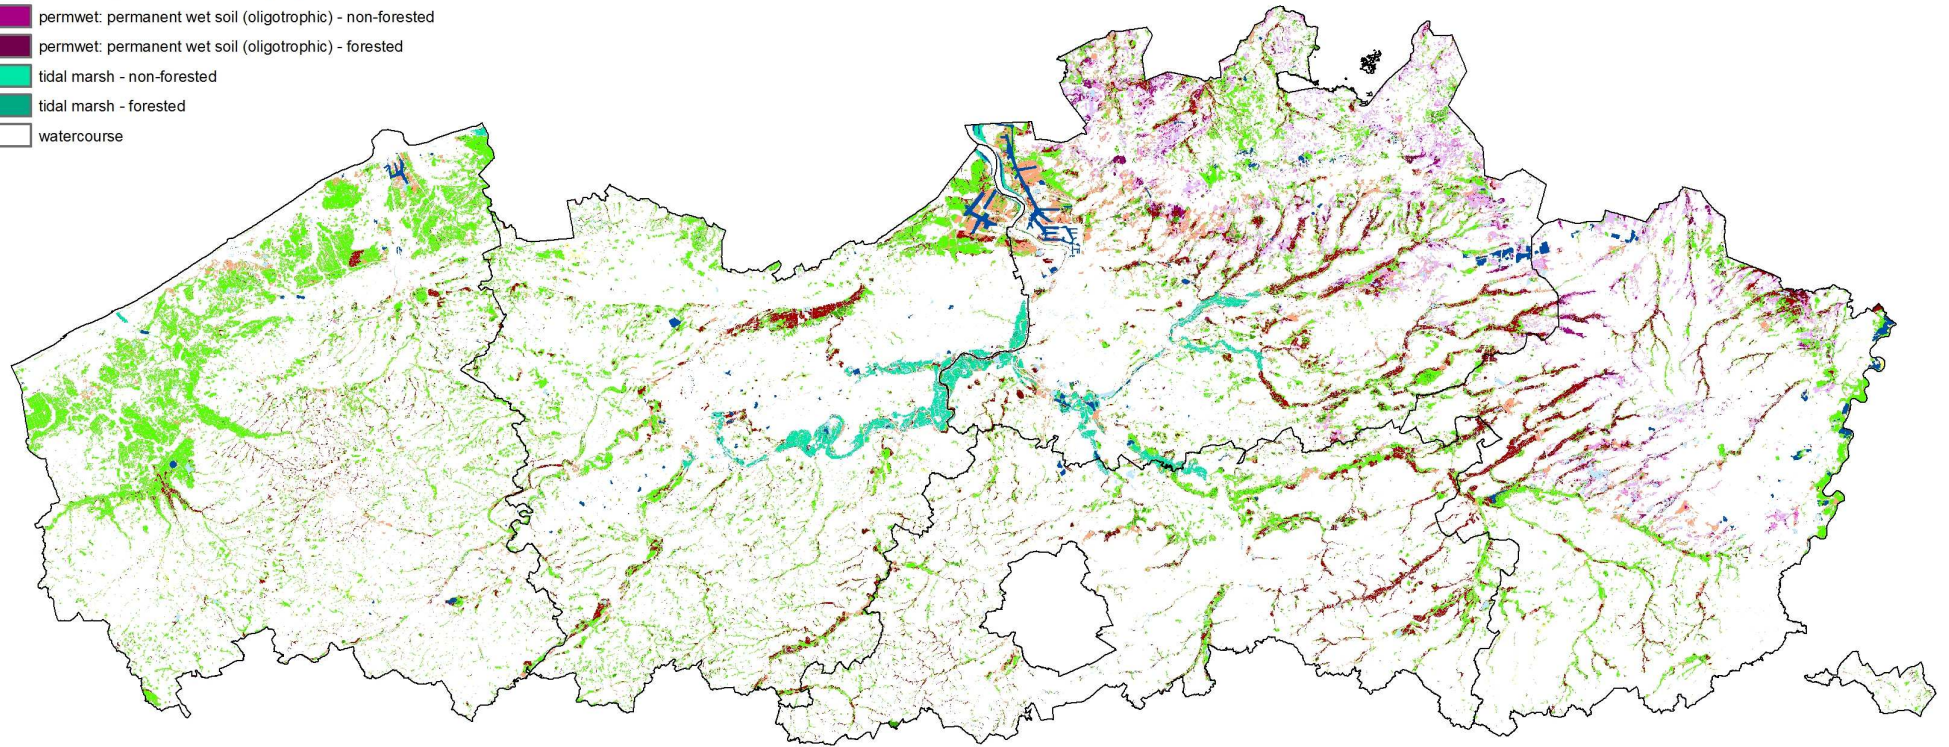 permwet: permanent wet soil (oligotrophic) - non-forested
permwet: permanent wet soil (oligotrophic) - forested
tidal marsh - non-forested
tidal marsh - forested
watercourse